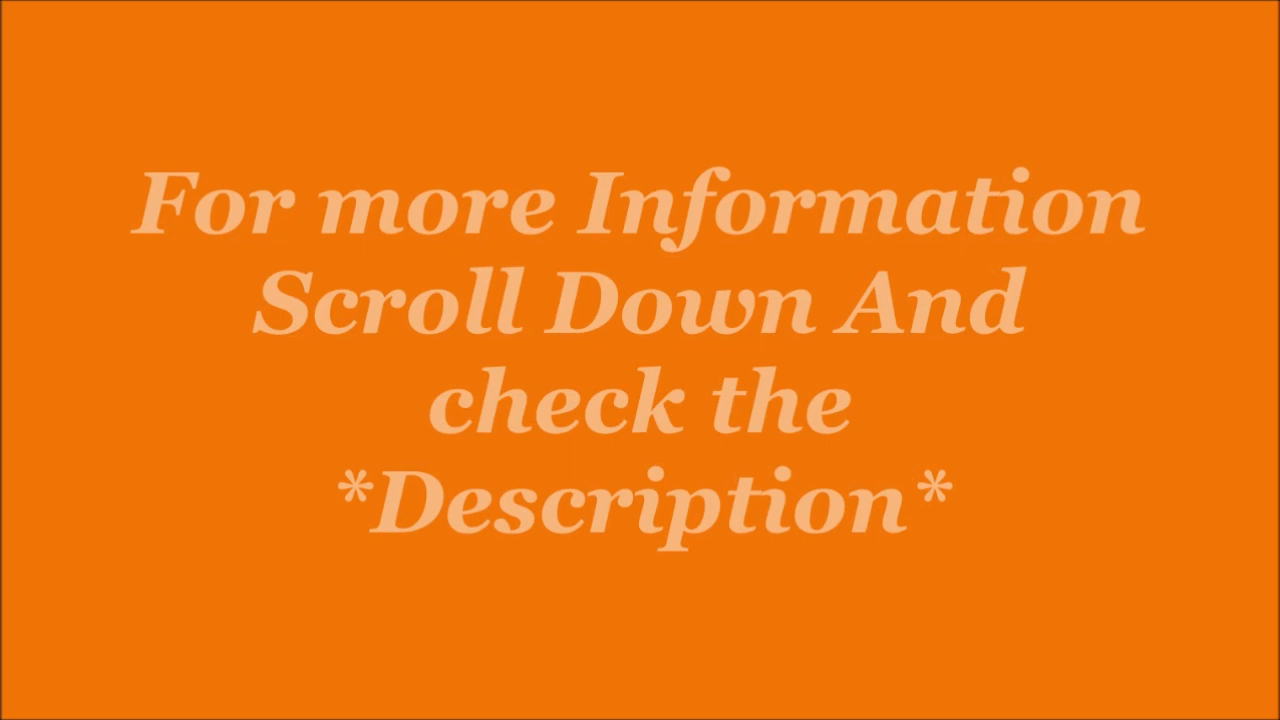 For more Information
Scroll Down And
check the
*Description*